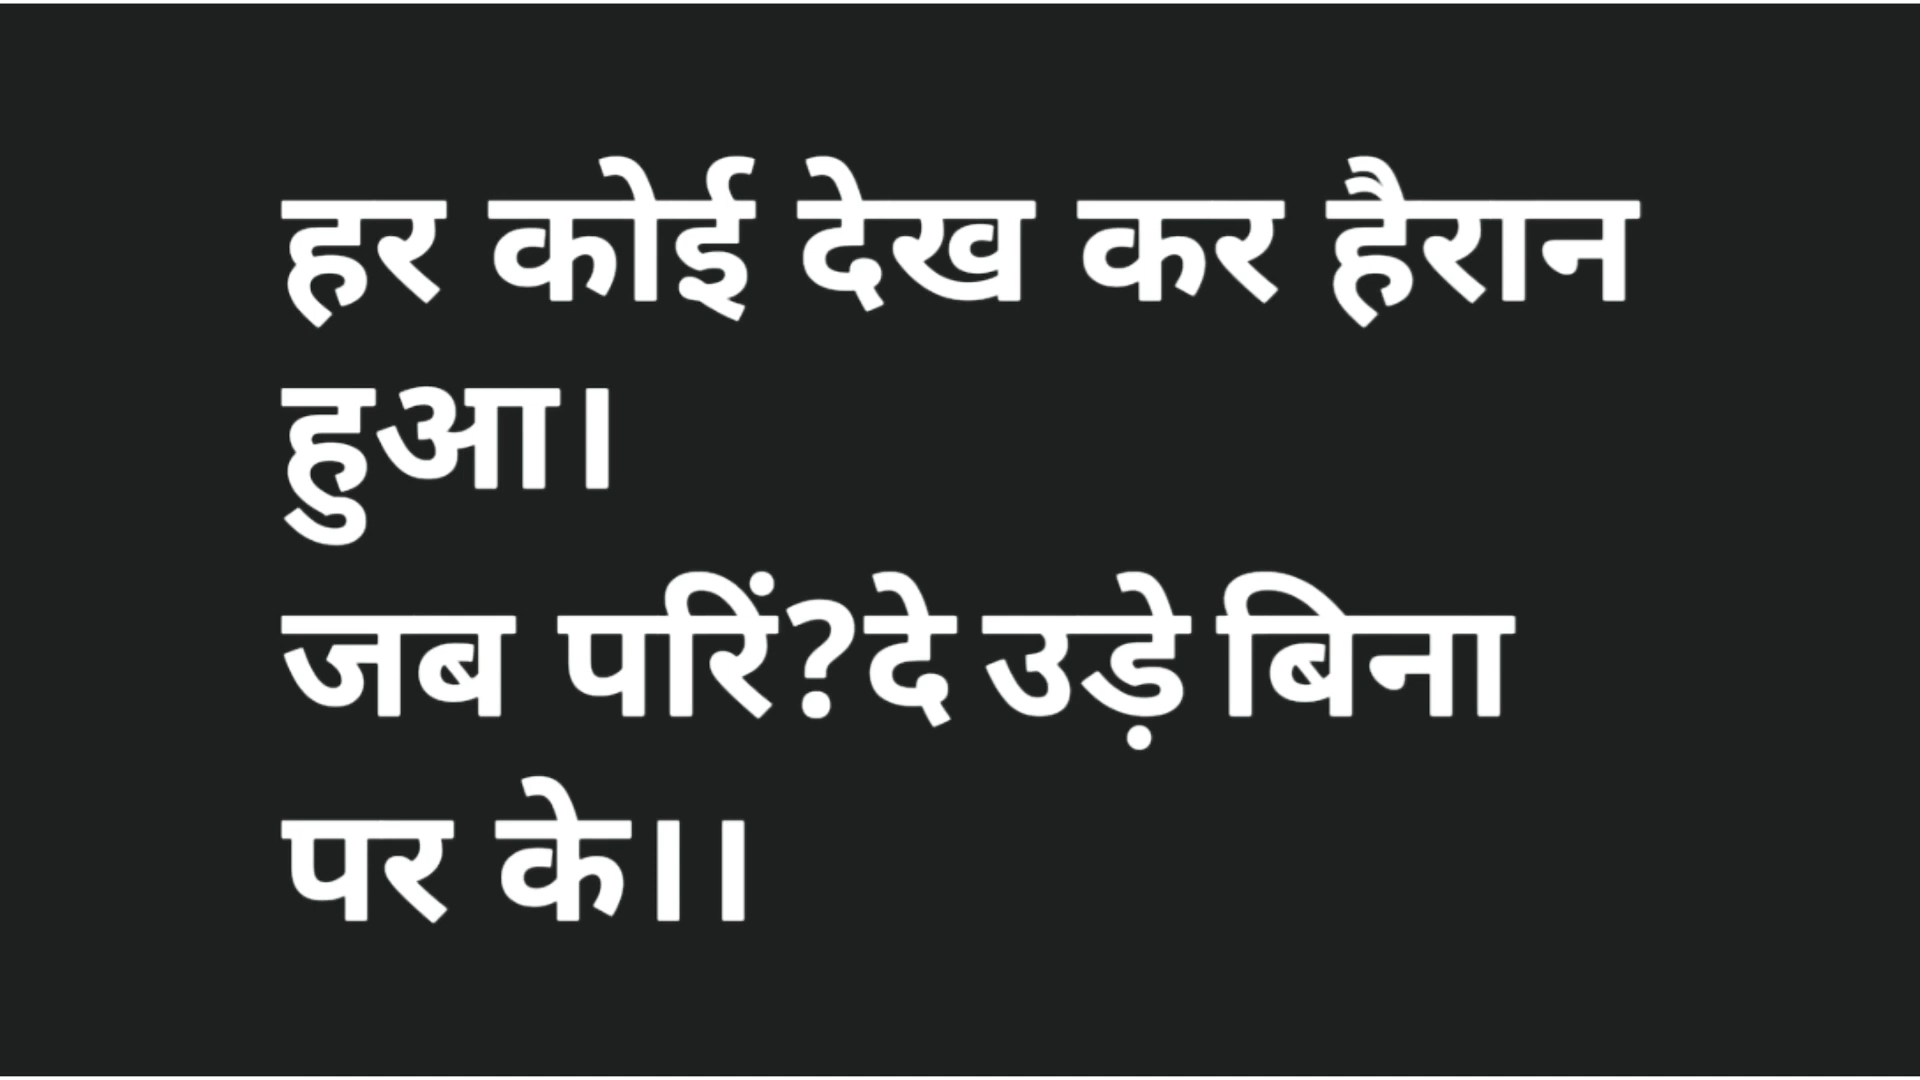 हर कोई देख कर हैरान
हुआ।
जब परिं?दे उड़े बिना
पर के।।